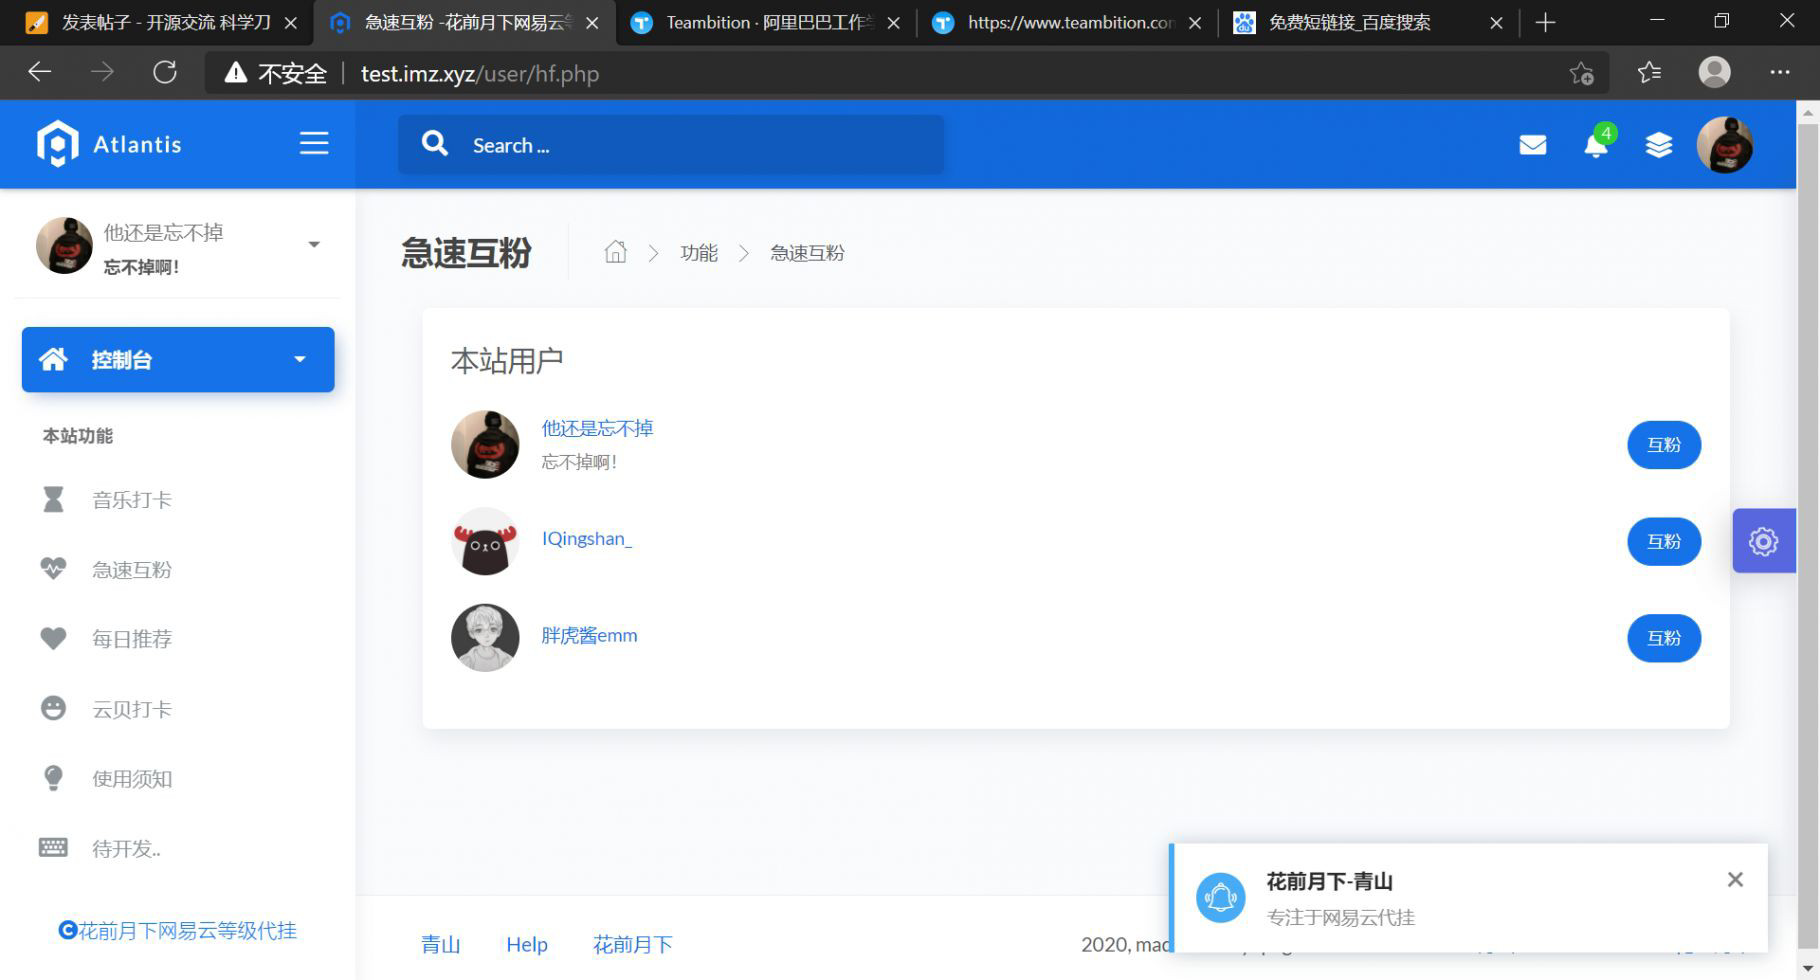 发表帖子 - 开源交流 科学刀
急速互粉 -花前月下网易云等
Teambition · 阿里巴巴工作学
https://www.teambition.com
免费短链接_百度搜索
不安全
test.imz.xyz/user/hf.php
Atlantis
Search ...
4
他还是忘不掉
忘不掉啊！
控制台
本站功能
音乐打卡
急速互粉
每日推荐
云贝打卡
使用须知
待开发..
花前月下网易云等级代挂
急速互粉
功能
急速互粉
本站用户
他还是忘不掉
忘不掉啊！
互粉
IQingshan_
互粉
胖虎酱emm
互粉
花前月下-青山
专注于网易云代挂
青山
Help
花前月下
2020,